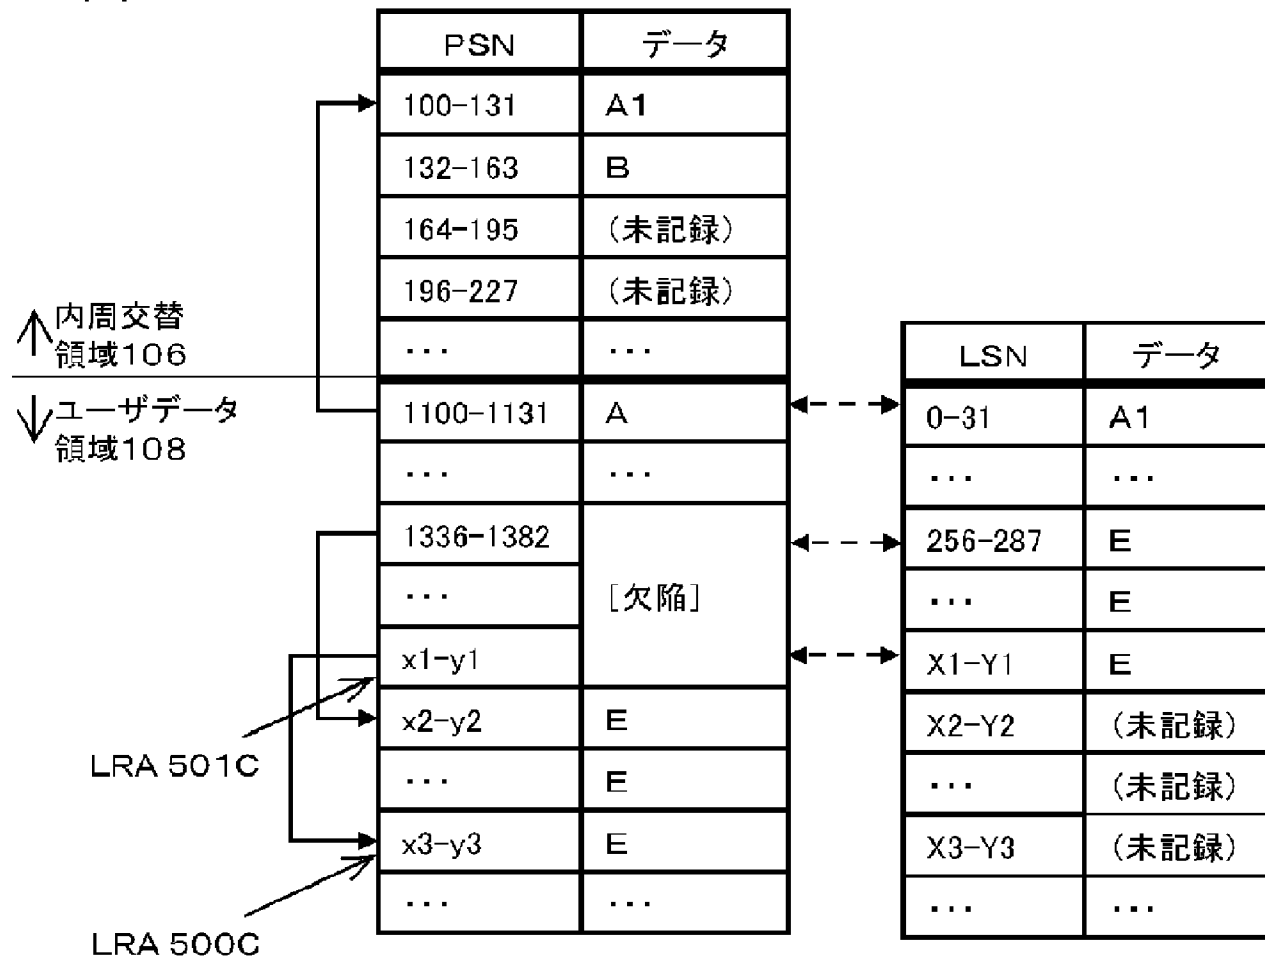 PSN データ
100-131 A1
132-163 B
164-195 (未記録)
196-227 (未記録)
... ...
内周交替
領域106
ユーザデータ
領域108
1100-1131 A
... ...
1336-1382
... [欠陥]
x1-y1
x2-y2 E
... E
x3-y3 E
... ...
LRA 501C
LRA 500C
LSN データ
0-31 A1
... ...
256-287 E
... E
X1-Y1 E
X2-Y2 (未記録)
... (未記録)
X3-Y3 (未記録)
... ...